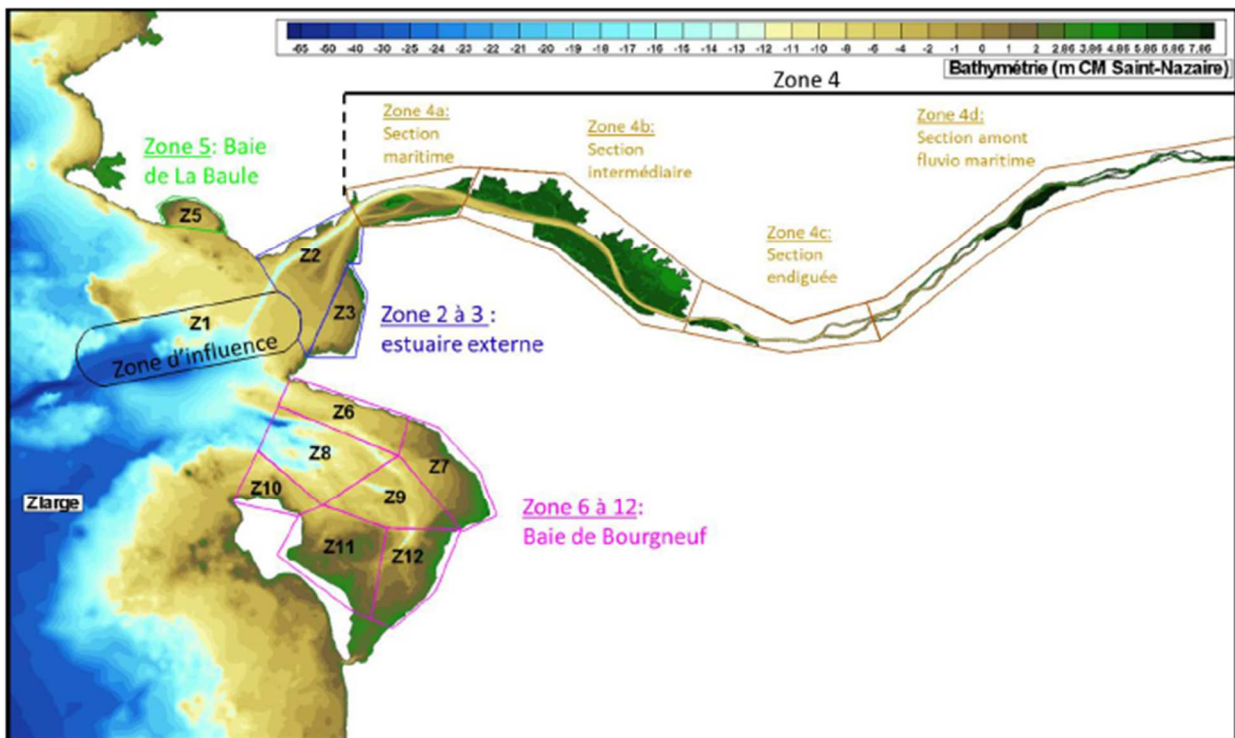 -65 -50 -40 -30 -25 -24 -23 -22 -21 -20 -19 -18 -17 -16 -15 -14 -13 -12 -11 -10 -8 -6 -4 -2 -1 0 1 2 2.86 3.86 4.86 5.86 6.86 7.86
Bathymétrie (m CM Saint-Nazaire)
Zone 4
Zone 4a:
Section
maritime
Zone 4b:
Section
intermédiaire
Zone 4d:
Section amont
fluvio maritime
Zone 5: Baie
de La Baule
Z5
Z2
Zone 4c:
Section
endiguée
Z1
Z3
Zone d'influence
Zone 2 à 3 :
estuaire externe
Z6
Z8
Z7
Z10
Z9
Zlarge
Zone 6 à 12:
Baie de Bourgneuf
Z11
Z12